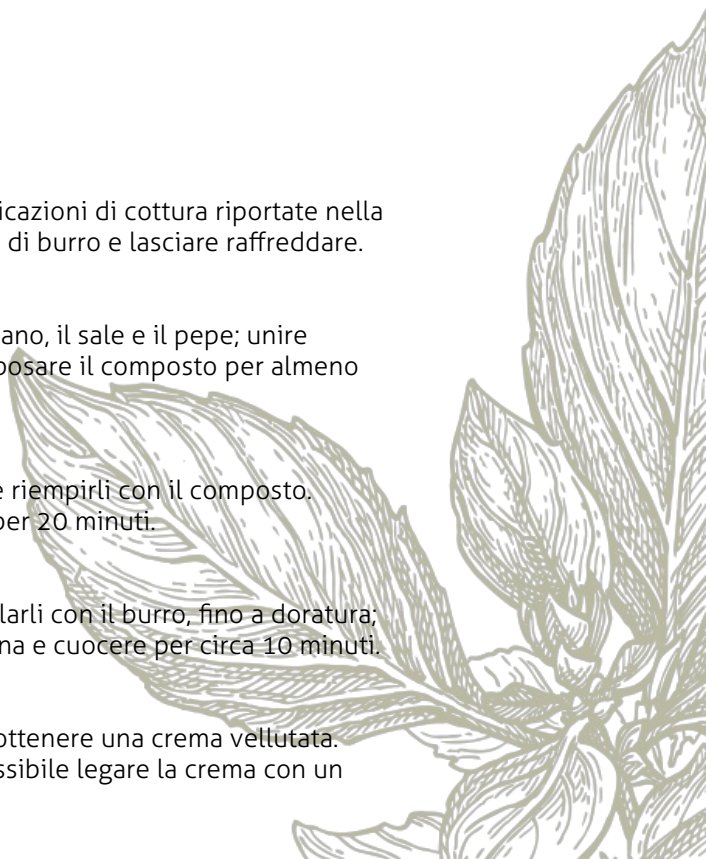 icazioni di cottura riportate nella
di burro e lasciare raffreddare.
ano, il sale e il pepe; unire
posare il composto per almeno
e riempirli con il composto.
per 20 minuti.
larli con il burro, fino a doratura;
na e cuocere per circa 10 minuti.
ottenere una crema vellutata.
ssibile legare la crema con un